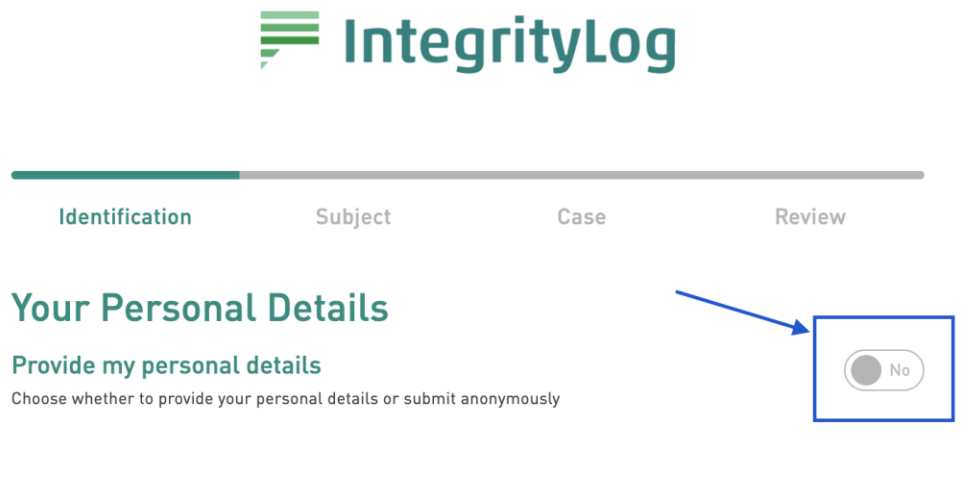 IntegrityLog
Identification Subject Case Review
Your Personal Details
Provide my personal details
No
Choose whether to provide your personal details or submit anonymously